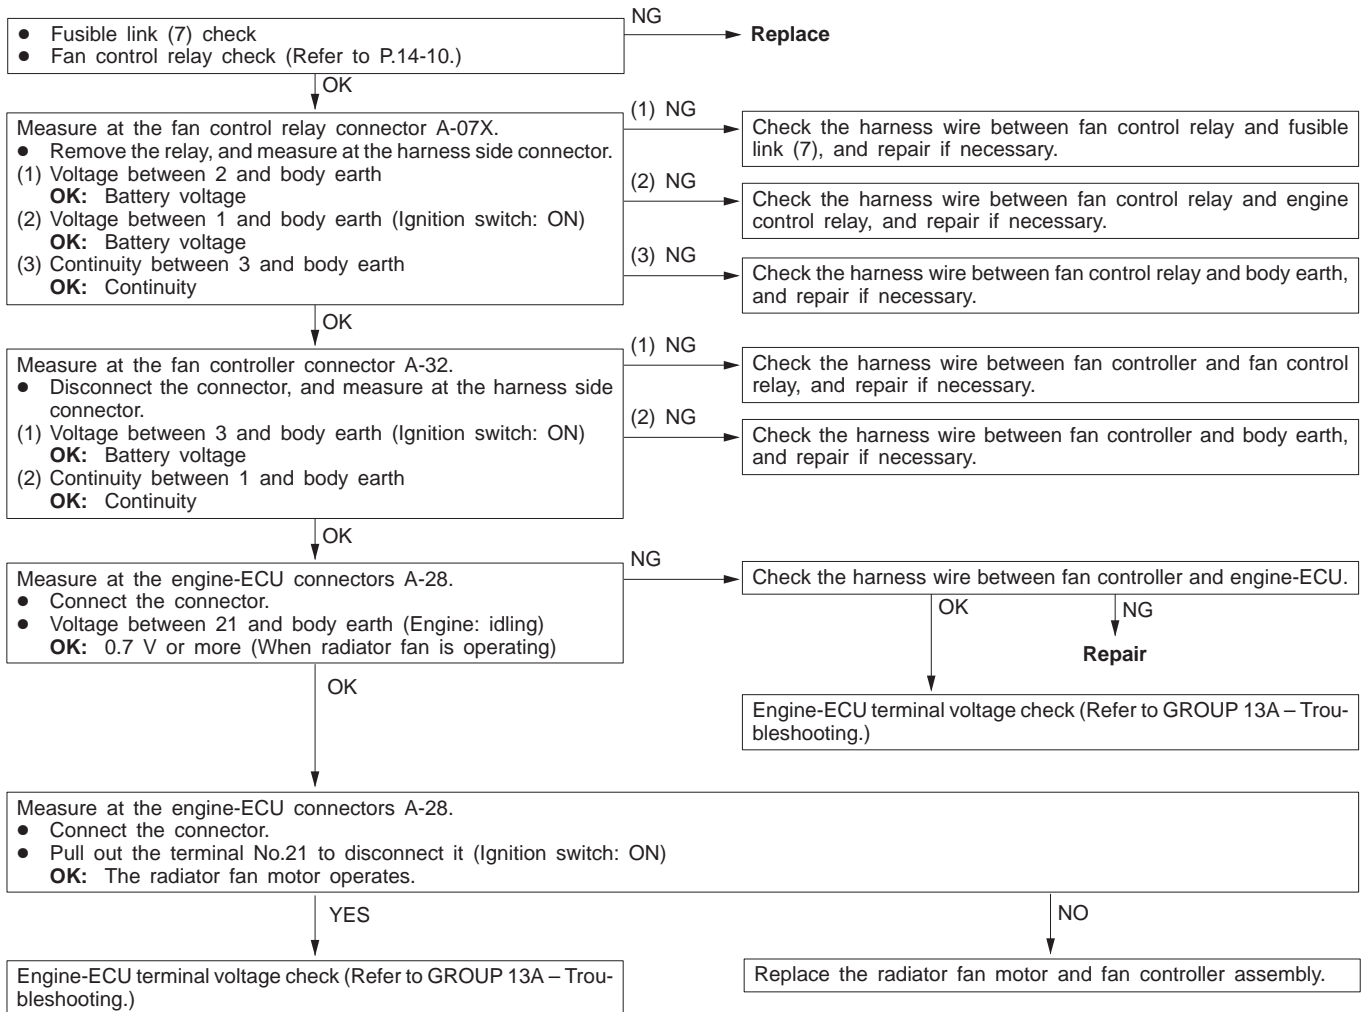 ● Fusible link (7) check
● Fan control relay check (Refer to P.14-10.)
NG
Replace
OK
Measure at the fan control relay connector A-07X.
● Remove the relay, and measure at the harness side connector.
(1) Voltage between 2 and body earth
OK: Battery voltage
(2) Voltage between 1 and body earth (Ignition switch: ON)
OK: Battery voltage
(3) Continuity between 3 and body earth
OK: Continuity
(1) NG
Check the harness wire between fan control relay and fusible
link (7), and repair if necessary.
(2) NG
Check the harness wire between fan control relay and engine
control relay, and repair if necessary.
(3) NG
Check the harness wire between fan control relay and body earth,
and repair if necessary.
OK
Measure at the fan controller connector A-32.
● Disconnect the connector, and measure at the harness side
connector.
(1) Voltage between 3 and body earth (Ignition switch: ON)
OK: Battery voltage
(2) Continuity between 1 and body earth
OK: Continuity
(1) NG
Check the harness wire between fan controller and fan control
relay, and repair if necessary.
(2) NG
Check the harness wire between fan controller and body earth,
and repair if necessary.
OK
Measure at the engine-ECU connectors A-28.
● Connect the connector.
● Voltage between 21 and body earth (Engine: idling)
OK: 0.7 V or more (When radiator fan is operating)
NG
Check the harness wire between fan controller and engine-ECU.
OK
NG
Repair
Engine-ECU terminal voltage check (Refer to GROUP 13A – Trou-
bleshooting.)
OK
Measure at the engine-ECU connectors A-28.
● Connect the connector.
● Pull out the terminal No.21 to disconnect it (Ignition switch: ON)
OK: The radiator fan motor operates.
YES
NO
Engine-ECU terminal voltage check (Refer to GROUP 13A – Trou-
bleshooting.)
Replace the radiator fan motor and fan controller assembly.